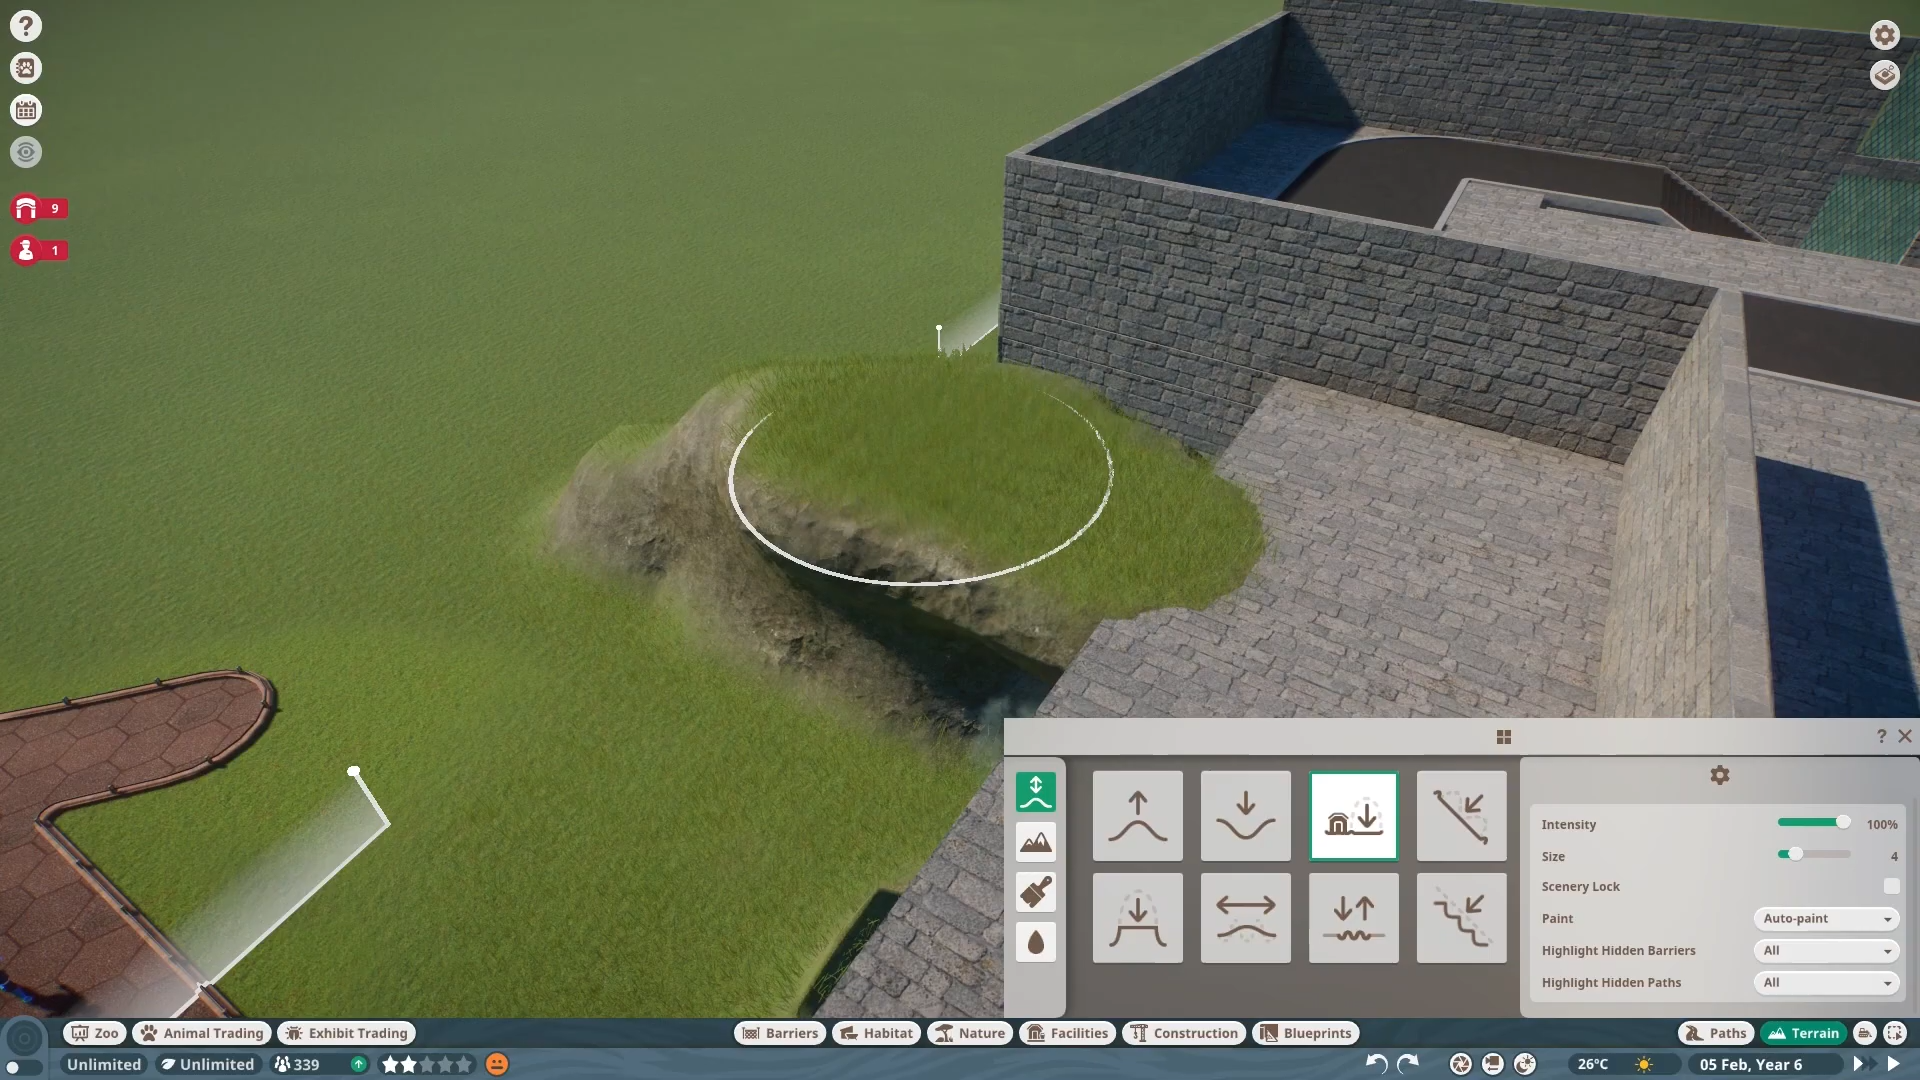 ?
9
1
?
Intensity 100%
Size 4
Scenery Lock
Paint Auto-paint
Highlight Hidden Barriers All
Highlight Hidden Paths All
Zoo Animal Trading Exhibit Trading Barriers Habitat Nature Facilities Construction Blueprints Paths Terrain
Unlimited Unlimited 339 26°C 05 Feb, Year 6